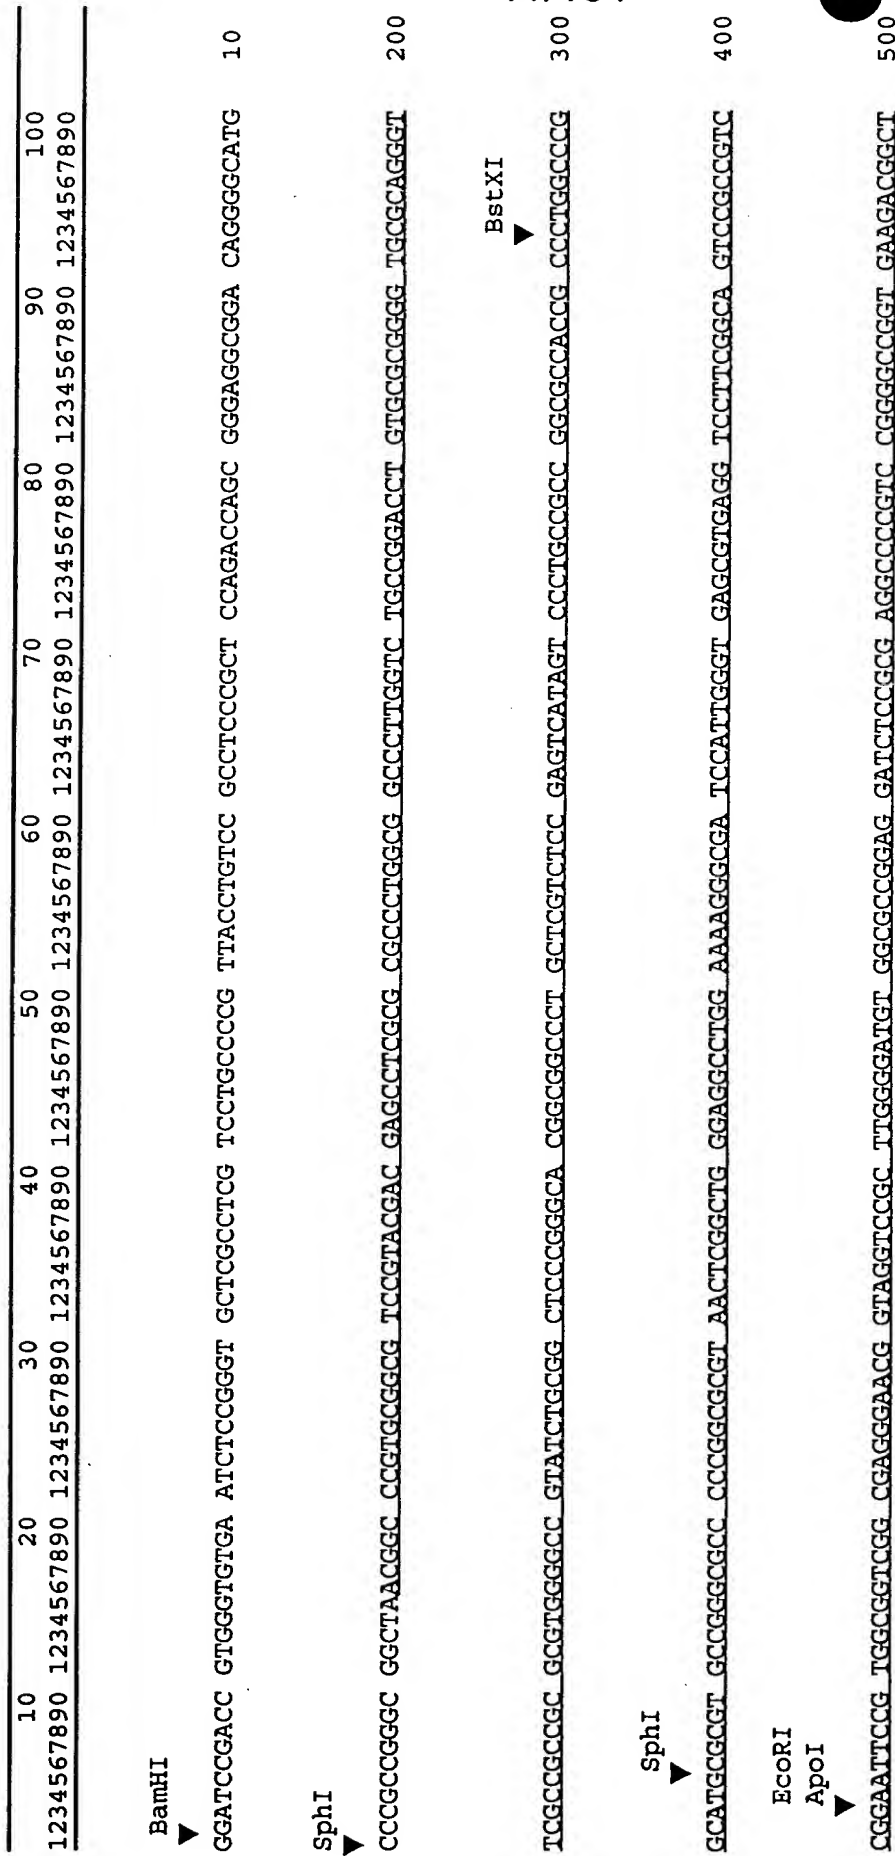 10 20 30 40 50 60 70 80 90 100
1234567890 1234567890 1234567890 1234567890 1234567890 1234567890 1234567890 1234567890 1234567890 1234567890
BamHI
GGATCCGACC GTGGGTGTGA ATCTCCGGGT GCTCGCCTCG TCCTGCCCCG TTACCTGTCC GCCTCCCGCT CCAGACCAGC GGGAGGCGGA CAGGGGCATG 10
SphI
CCCGCCGGGC GGCTAACGGC CCGTGCGGCG TCCGTACGAC GAGCCTCGCG CGCCCTGGCG GCCCTTGGTC TGCCGGACCT GTGCGCGGGG TGCGCAGGGT 200
BstXI
TCGCCGCCGC GCGTGGGGCC GTATCTGCGG CTCCCGGGCA CGGCGGCCCT GCTCGTCTCC GAGTCATAGT CCCTGCCGCC GGCGCCACCG CCCTGGCCCG 300
SphI
GCATGCGCGT GCCGGGCGCC CCCGGCGCGT AACTCGGCTG GGAGGCCTGG AAAAGGGCGA TCCATTGGGT GAGCGTGAGG TCCTTCGGCA GTCCGCCGTC 400
EcoRI
ApoI
CGGAATTCCG TGGCGGTCGG CGAGGGAACG GTAGGTCCGC TTGGGGATGT GGCGCCGGAG GATCTCCGCG AGGCCCCGTC CGGGGCCGGT GAAGACGGCT 500